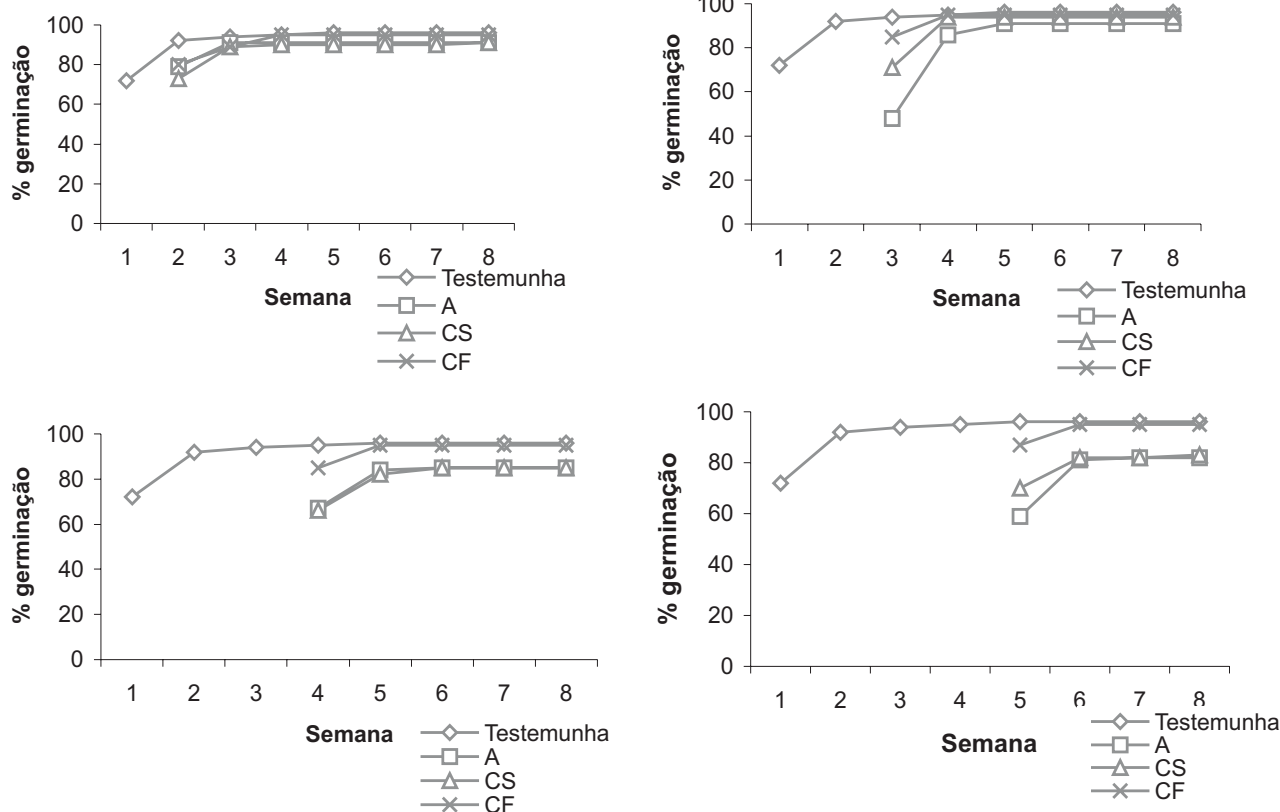 % germinação
100
80
60
40
20
0
1 2 3 4 5 6 7 8
Semana
Testemunha
A
CS
CF
% germinação
100
80
60
40
20
0
1 2 3 4 5 6 7 8
Semana
Testemunha
A
CS
CF
% germinação
100
80
60
40
20
0
1 2 3 4 5 6 7 8
Semana
Testemunha
A
CS
CF
% germinação
100
80
60
40
20
0
1 2 3 4 5 6 7 8
Semana
Testemunha
A
CS
CF